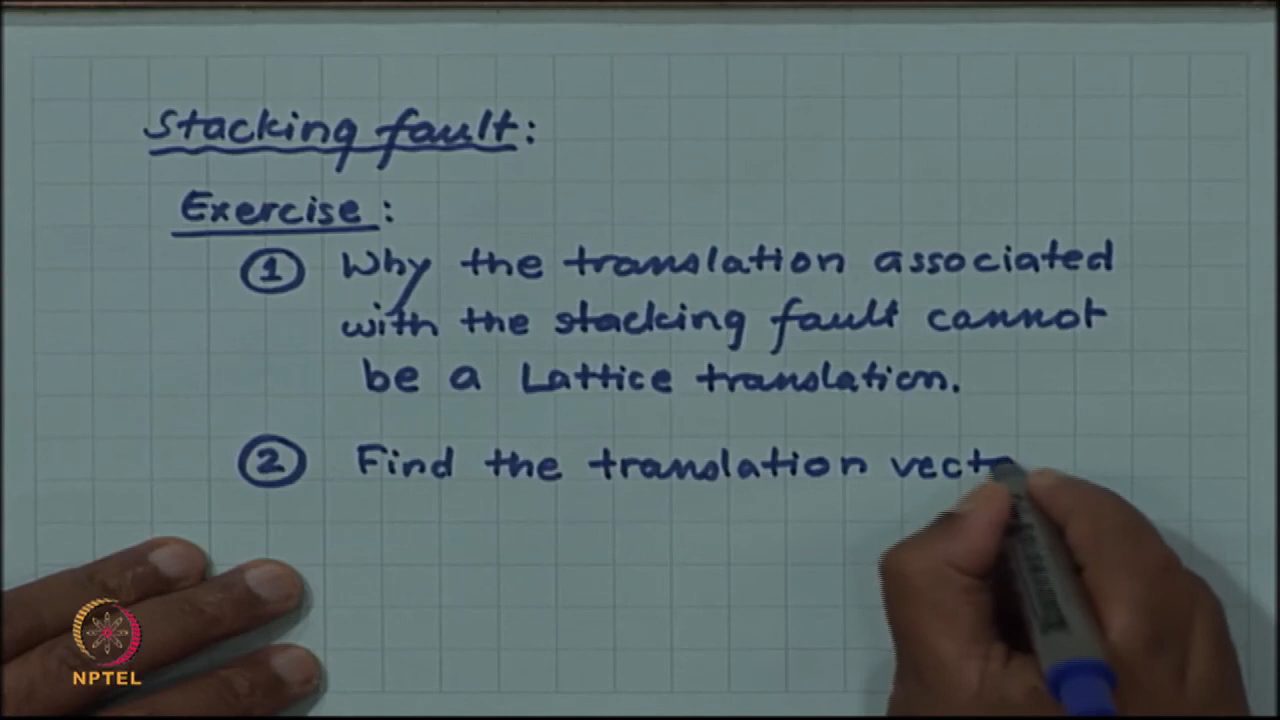 Stacking fault:
Exercise:
① Why the translation associated
with the stacking fault cannot
be a Lattice translation.
② Find the translation vecto
NPTEL